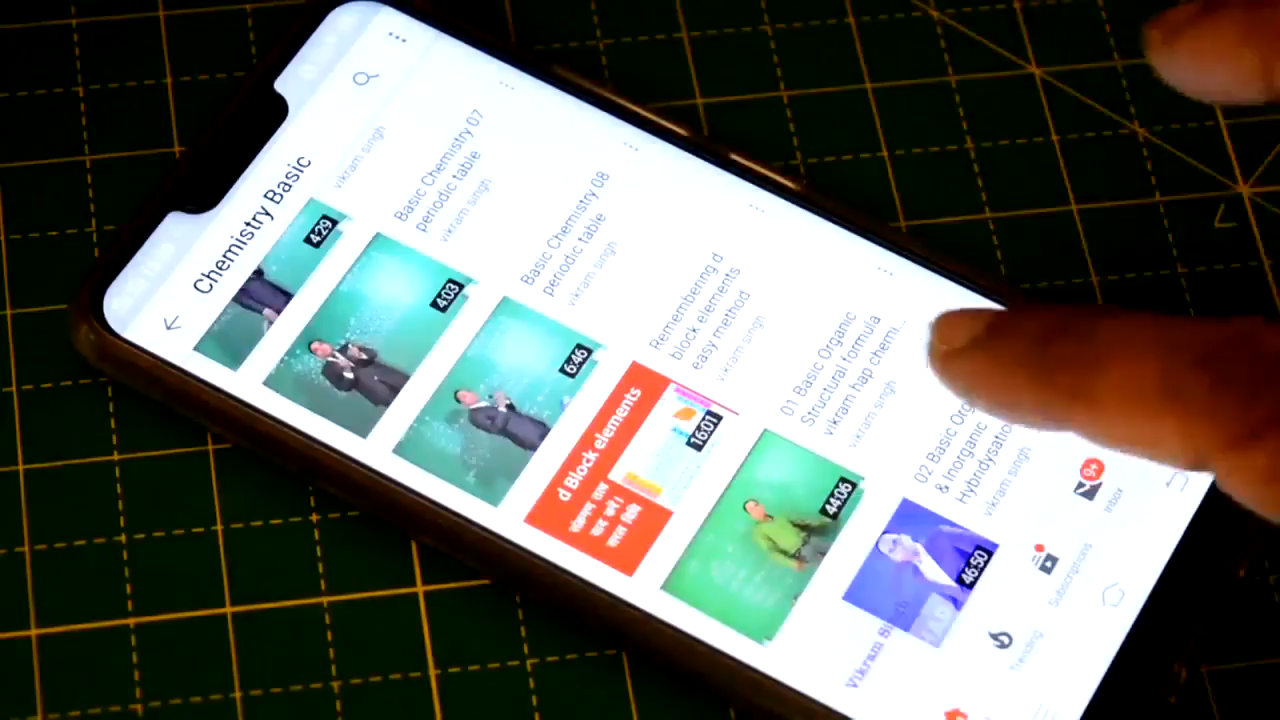 Chemistry Basic
vikram singh
4:29
Basic Chemistry 07
periodic table
vikram singh
4:03
Basic Chemistry 08
periodic table
vikram singh
6:46
Remembering d
block elements
easy method
vikram singh
d Block elements
याद करें।
सरल विधि
16:01
01 Basic Organic
Structural formula
vikram hap chemi...
vikram singh
44:06
02 Basic Org
& Inorganic
Hybridysatio
vikram singh
46:50
9+
Inbox
Subscriptions
Trending